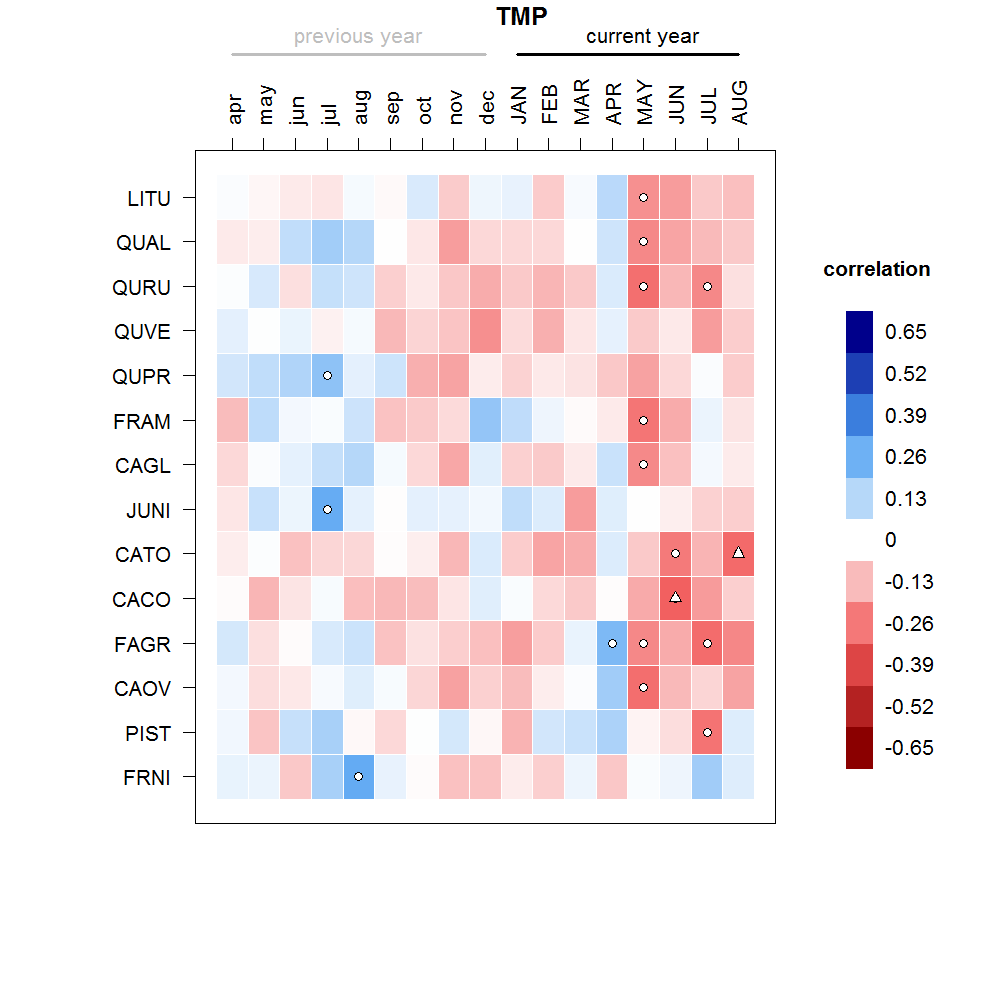 TMP
previous year current year
apr may jun jul aug sep oct nov dec JAN FEB MAR APR MAY JUN JUL AUG
LITU
QUAL
QURU
QUVE
QUPR
FRAM
CAGL
JUNI
CATO
CACO
FAGR
CAOV
PIST
FRNI
correlation
0.65
0.52
0.39
0.26
0.13
0
-0.13
-0.26
-0.39
-0.52
-0.65